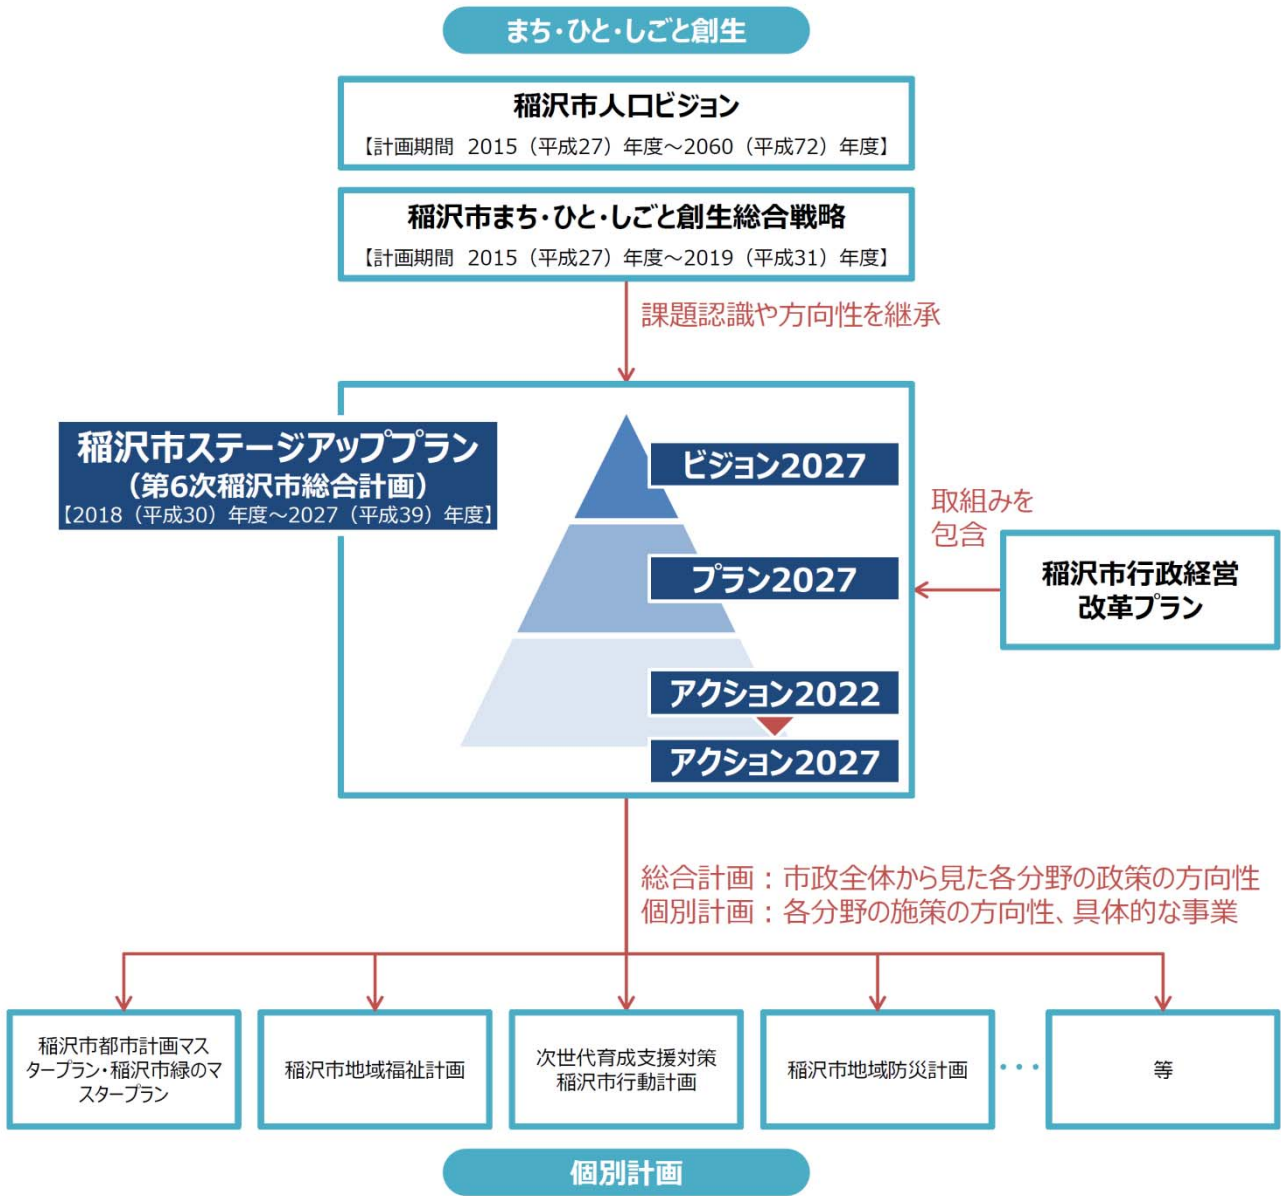 まち・ひと・しごと創生
稲沢市人口ビジョン
【計画期間 2015（平成27）年度～2060（平成72）年度】
稲沢市まち・ひと・しごと創生総合戦略
【計画期間 2015（平成27）年度～2019（平成31）年度】
課題認識や方向性を継承
稲沢市ステージアッププラン
（第6次稲沢市総合計画）
【2018（平成30）年度～2027（平成39）年度】
ビジョン2027
プラン2027
アクション2022
アクション2027
取組みを
包含
稲沢市行政経営
改革プラン
総合計画：市政全体から見た各分野の政策の方向性
個別計画：各分野の施策の方向性、具体的な事業
稲沢市都市計画マス
タープラン・稲沢市緑のマ
スタープラン
稲沢市地域福祉計画
次世代育成支援対策
稲沢市行動計画
稲沢市地域防災計画
・・・
等
個別計画